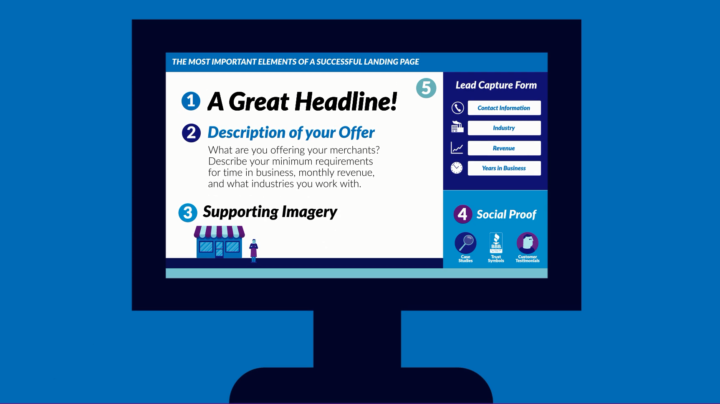 THE MOST IMPORTANT ELEMENTS OF A SUCCESSFUL LANDING PAGE
1 A Great Headline!
2 Description of your Offer
What are you offering your merchants?
Describe your minimum requirements
for time in business, monthly revenue,
and what industries you work with.
3 Supporting Imagery
5
Lead Capture Form
Contact Information
Industry
Revenue
Years in Business
4 Social Proof
Case
Studies
BBB
Trust
Symbols
Customer
Testimonials